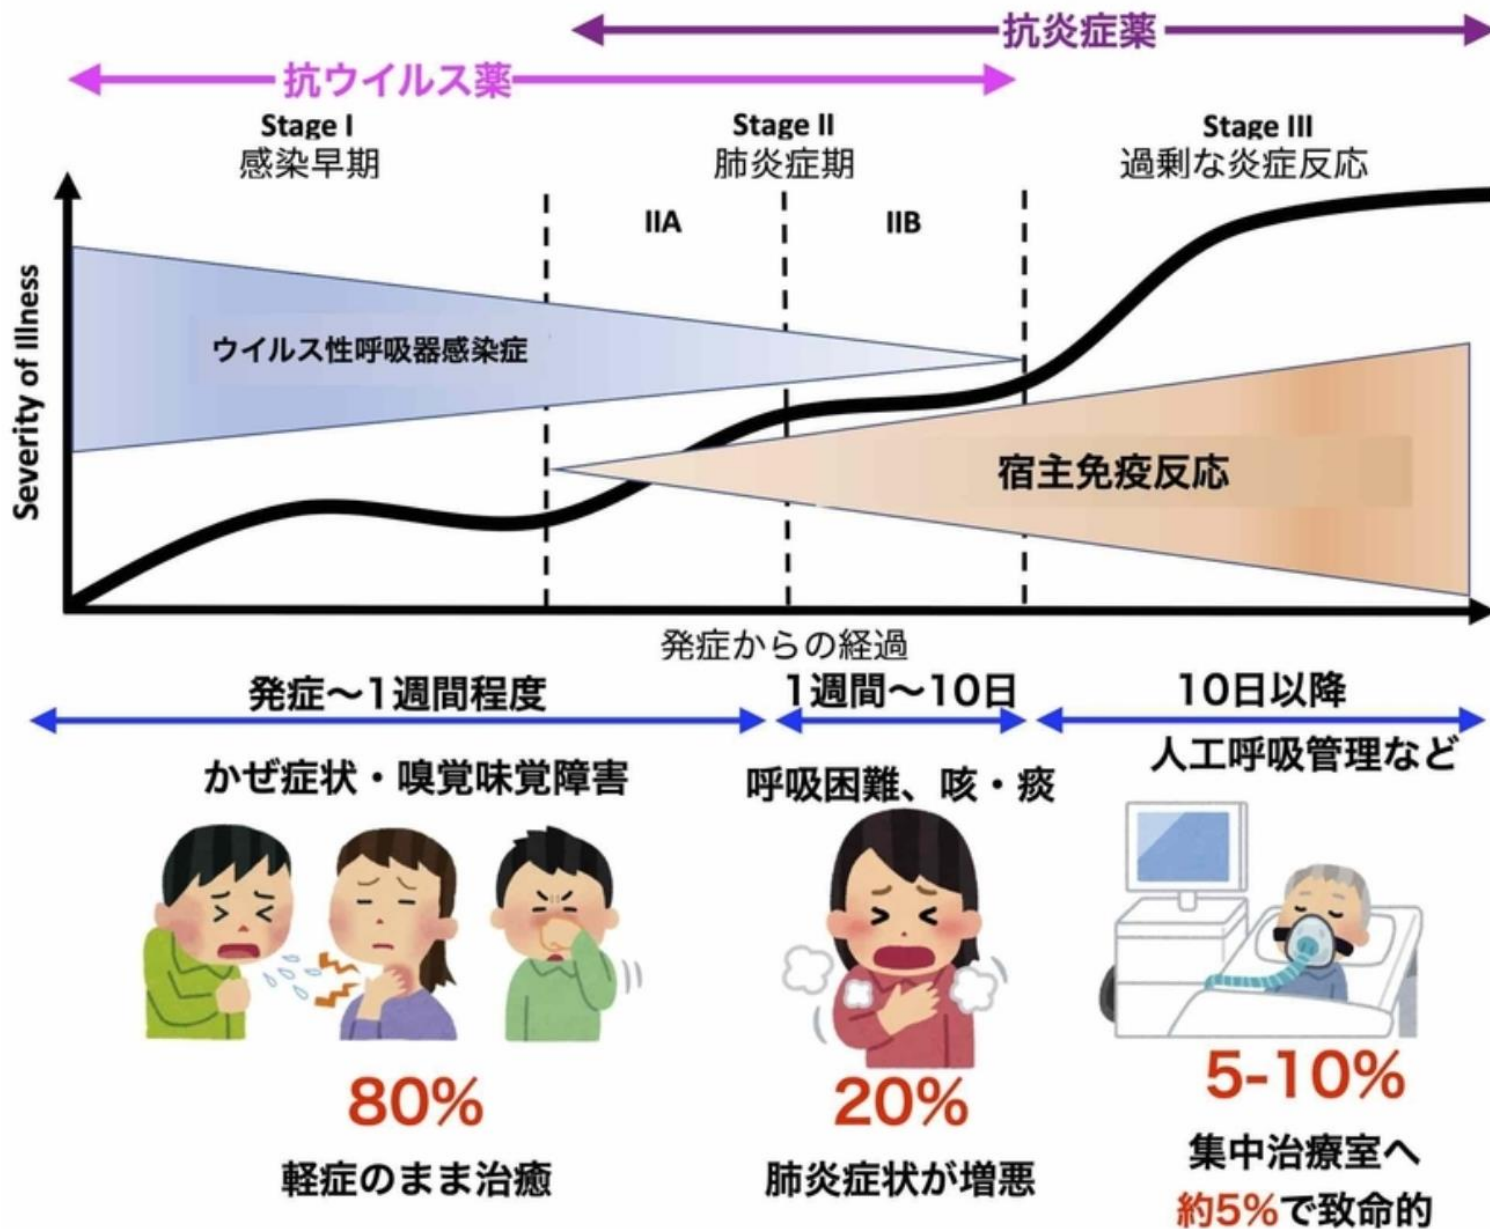 抗炎症薬
抗ウイルス薬
Stage I
感染早期
Stage II
肺炎症期
Stage III
過剰な炎症反応
IIA
IIB
Severity of Illness
ウイルス性呼吸器感染症
宿主免疫反応
発症からの経過
発症〜1週間程度
1週間〜10日
10日以降
かぜ症状・嗅覚味覚障害
呼吸困難、咳・痰
人工呼吸管理など
80%
軽症のまま治癒
20%
肺炎症状が増悪
5-10%
集中治療室へ
約5%で致命的